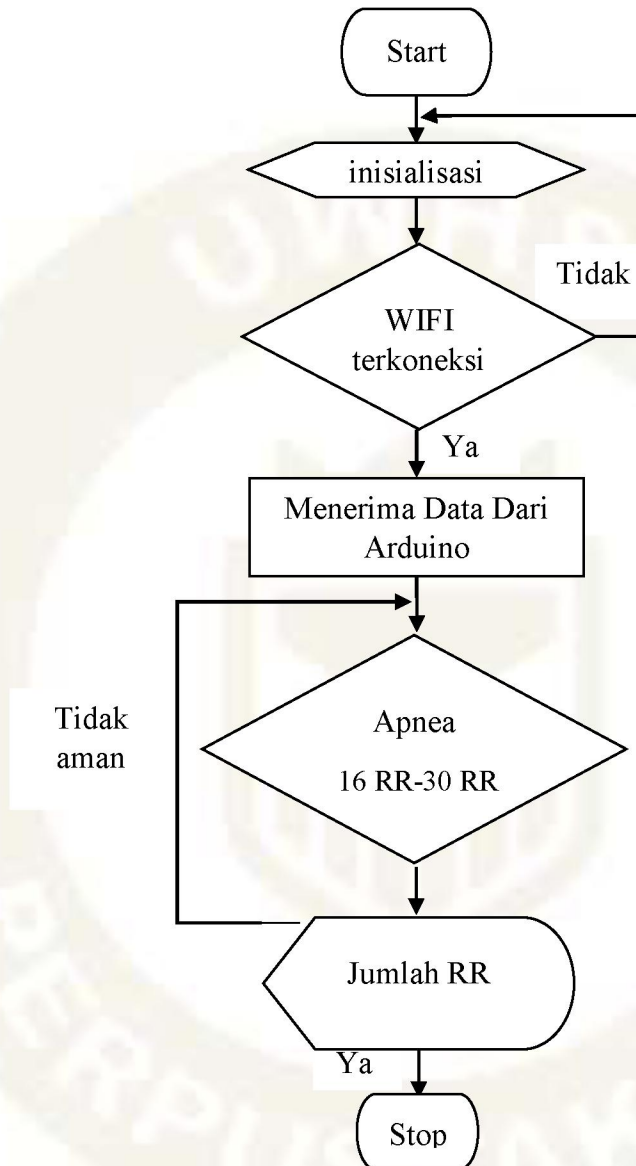 Start
inisialisasi
Tidak
WIFI
terkoneksi
Ya
Menerima Data Dari
Arduino
Tidak
aman
Apnea
16 RR-30 RR
Jumlah RR
Ya
Stop